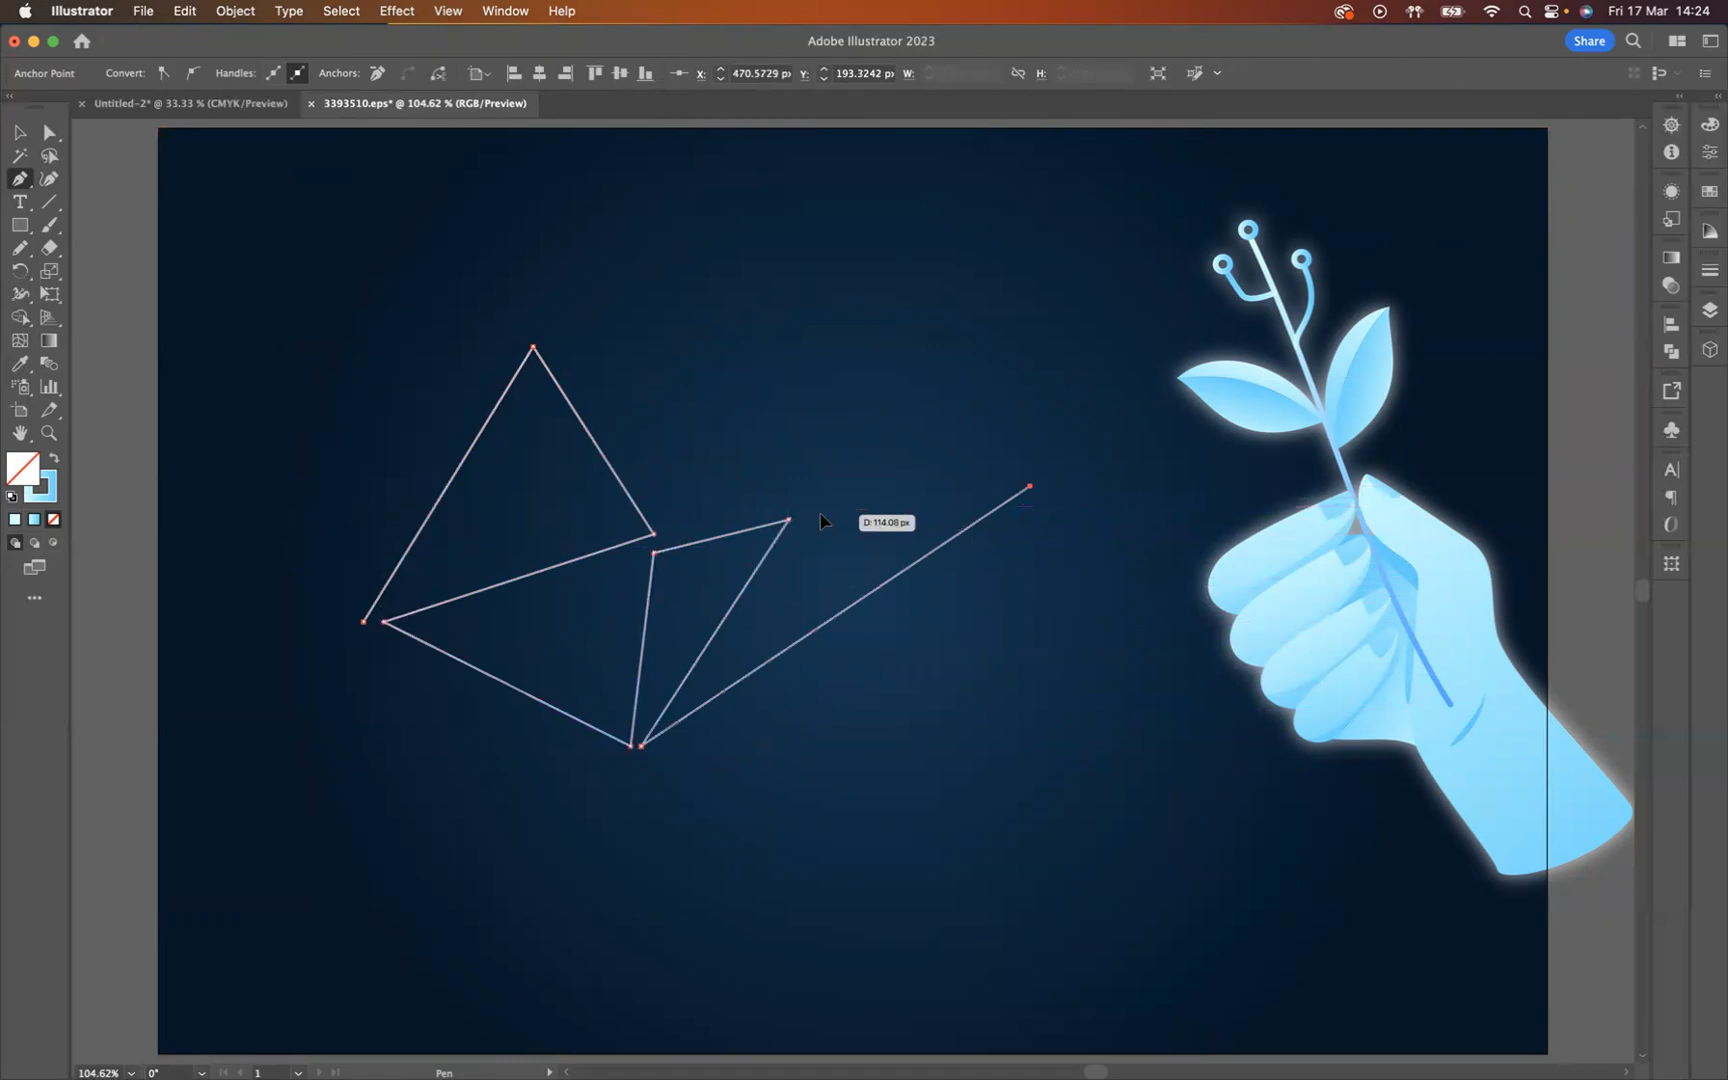 Illustrator File Edit Object Type Select Effect View Window Help Fri 17 Mar 14:24
Adobe Illustrator 2023 Share
Anchor Point Convert: Handles: Anchors: X: 470.5729 px Y: 193.3242 px W: H:
Untitled-2* @ 33.33 % (CMYK/Preview) 3393510.eps* @ 104.62 % (RGB/Preview)
D: 114.08 px
104.62% 0° 1 Pen